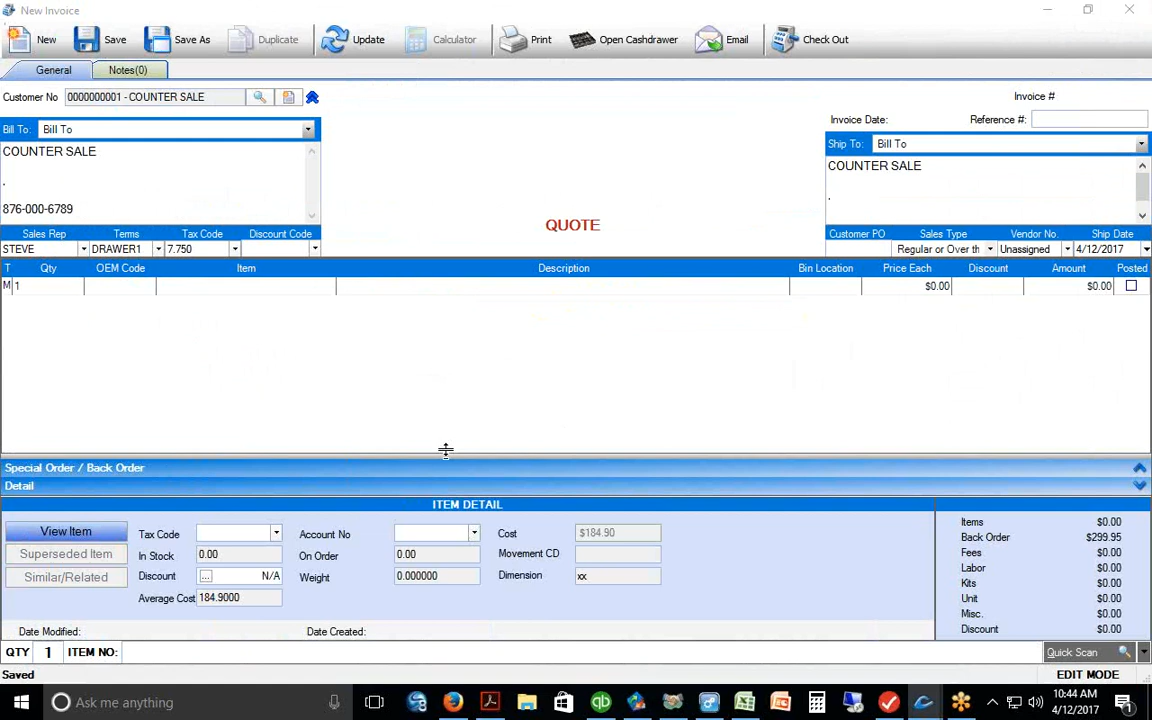 New Invoice
New Save Save As Duplicate Update Calculator Print Open Cashdrawer Email Check Out
General Notes(0)
Customer No 0000000001 - COUNTER SALE Invoice #
Invoice Date: Reference #:
Bill To: Bill To
Ship To: Bill To
COUNTER SALE
COUNTER SALE
.
.
876-000-6789
QUOTE
Sales Rep Terms Tax Code Discount Code Customer PO Sales Type Vendor No. Ship Date
STEVE DRAWER1 7.750 Regular or Over th Unassigned 4/12/2017
T Qty OEM Code Item Description Bin Location Price Each Discount Amount Posted
M 1 $0.00 $0.00
Special Order / Back Order
Detail
ITEM DETAIL
View Item Tax Code Account No Cost $184.90
Superseded Item In Stock 0.00 On Order 0.00 Movement CD
Similar/Related Discount ... N/A Weight 0.000000 Dimension xx
Average Cost 184.9000
Items $0.00
Back Order $299.95
Fees $0.00
Labor $0.00
Kits $0.00
Unit $0.00
Misc. $0.00
Discount $0.00
Date Modified: Date Created:
QTY 1 ITEM NO: Quick Scan
Saved EDIT MODE
Ask me anything
10:44 AM
4/12/2017
1